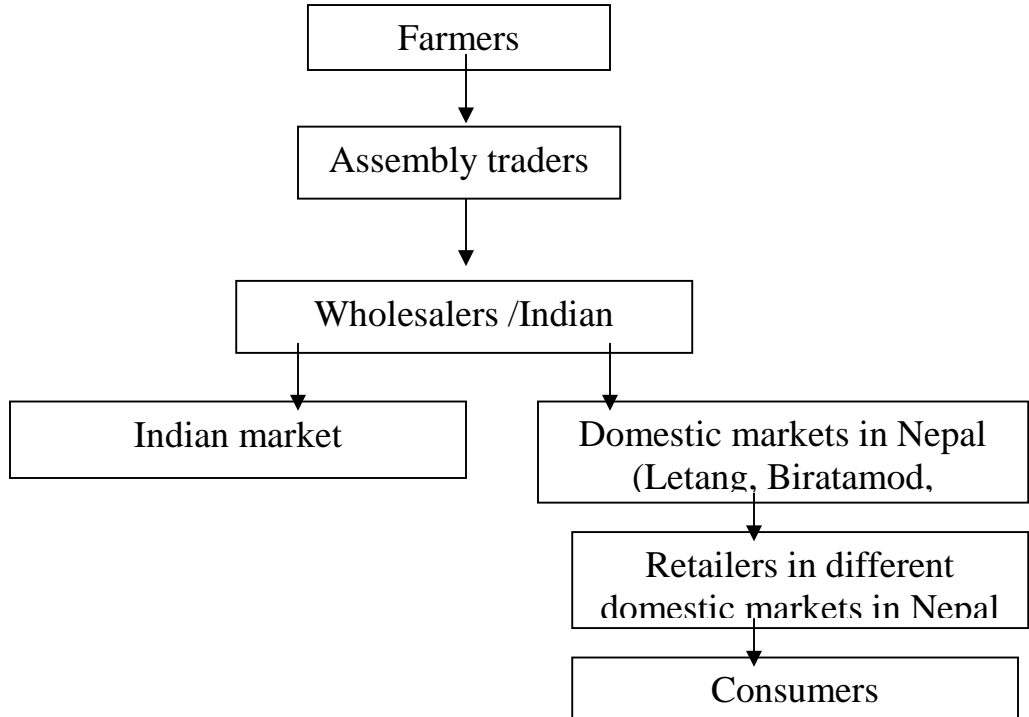 Farmers
Assembly traders
Wholesalers /Indian
Indian market
Domestic markets in Nepal
(Letang, Biratamod,
Retailers in different
domestic markets in Nepal
Consumers